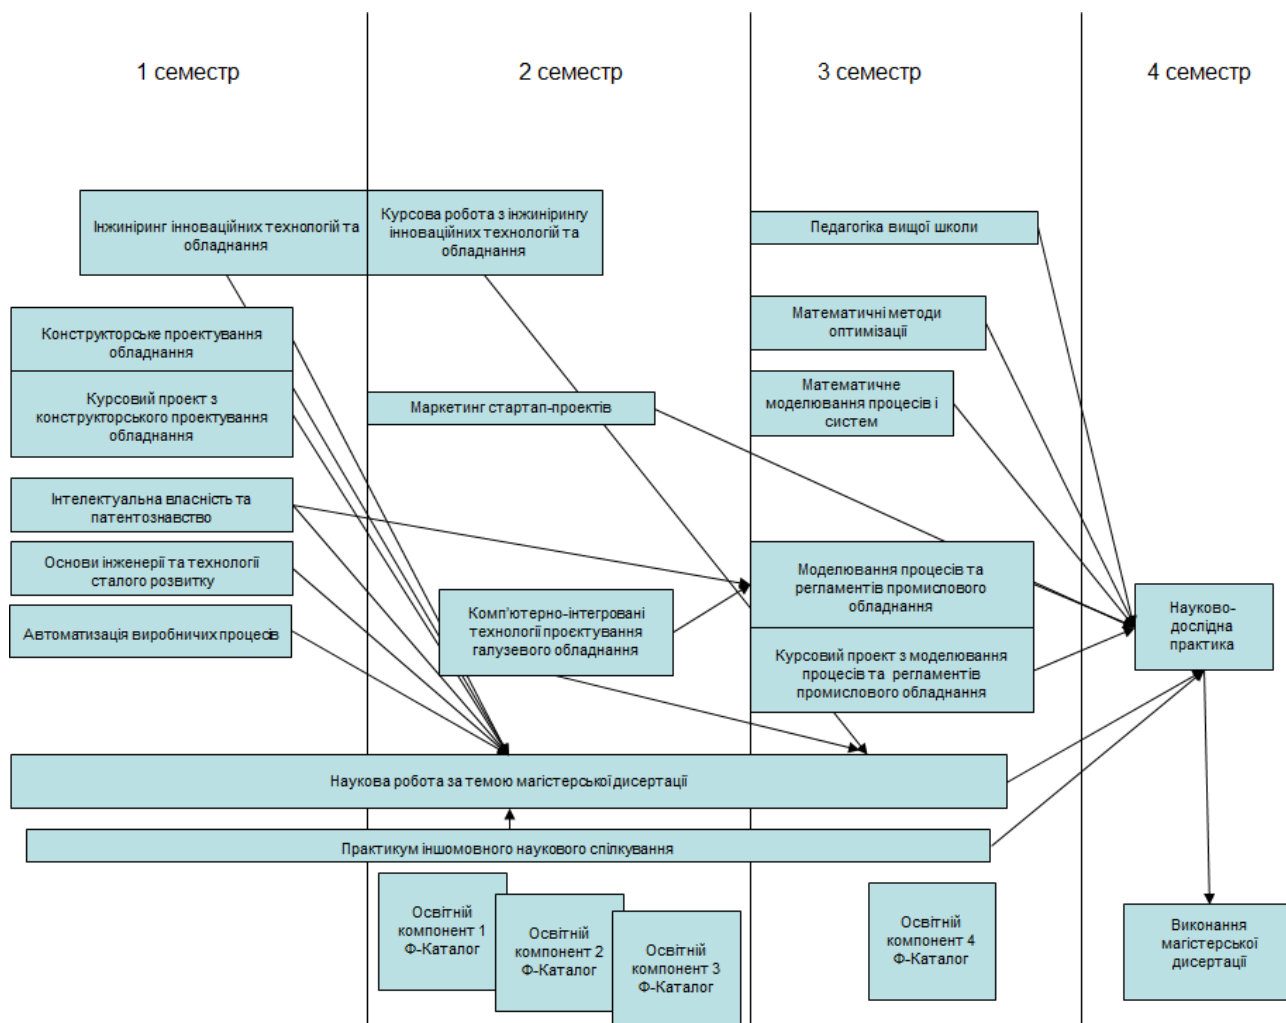 1 семестр
2 семестр
3 семестр
4 семестр
Інжиніринг інноваційних технологій та
обладнання
Курсова робота з інжинірингу
інноваційних технологій та
обладнання
Педагогіка вищої школи
Конструкторське проектування
обладнання
Математичні методи
оптимізації
Курсовий проект з
конструкторського проектування
обладнання
Маркетинг стартап-проектів
Математичне
моделювання процесів і
систем
Інтелектуальна власність та
патентознавство
Основи інженерії та технології
сталого розвитку
Моделювання процесів та
регламентів промислового
обладнання
Автоматизація виробничих процесів
Комп'ютерно-інтегровані
технології проєктування
галузевого обладнання
Науково-
дослідна
практика
Курсовий проект з моделювання
процесів та регламентів
промислового обладнання
Наукова робота за темою магістерської дисертації
Практикум іншомовного наукового спілкування
Освітній
компонент 1
Ф-Каталог
Освітній
компонент 2
Ф-Каталог
Освітній
компонент 3
Ф-Каталог
Освітній
компонент 4
Ф-Каталог
Виконання
магістерської
дисертації